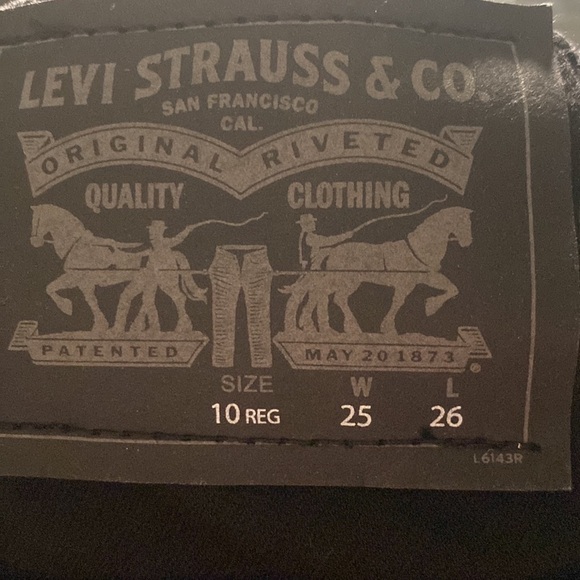 LEVI STRAUSS & CO.
SAN FRANCISCO
CAL.
ORIGINAL RIVETED
QUALITY CLOTHING
PATENTED MAY 20 1873
®
SIZE W L
10 REG 25 26
L6143R